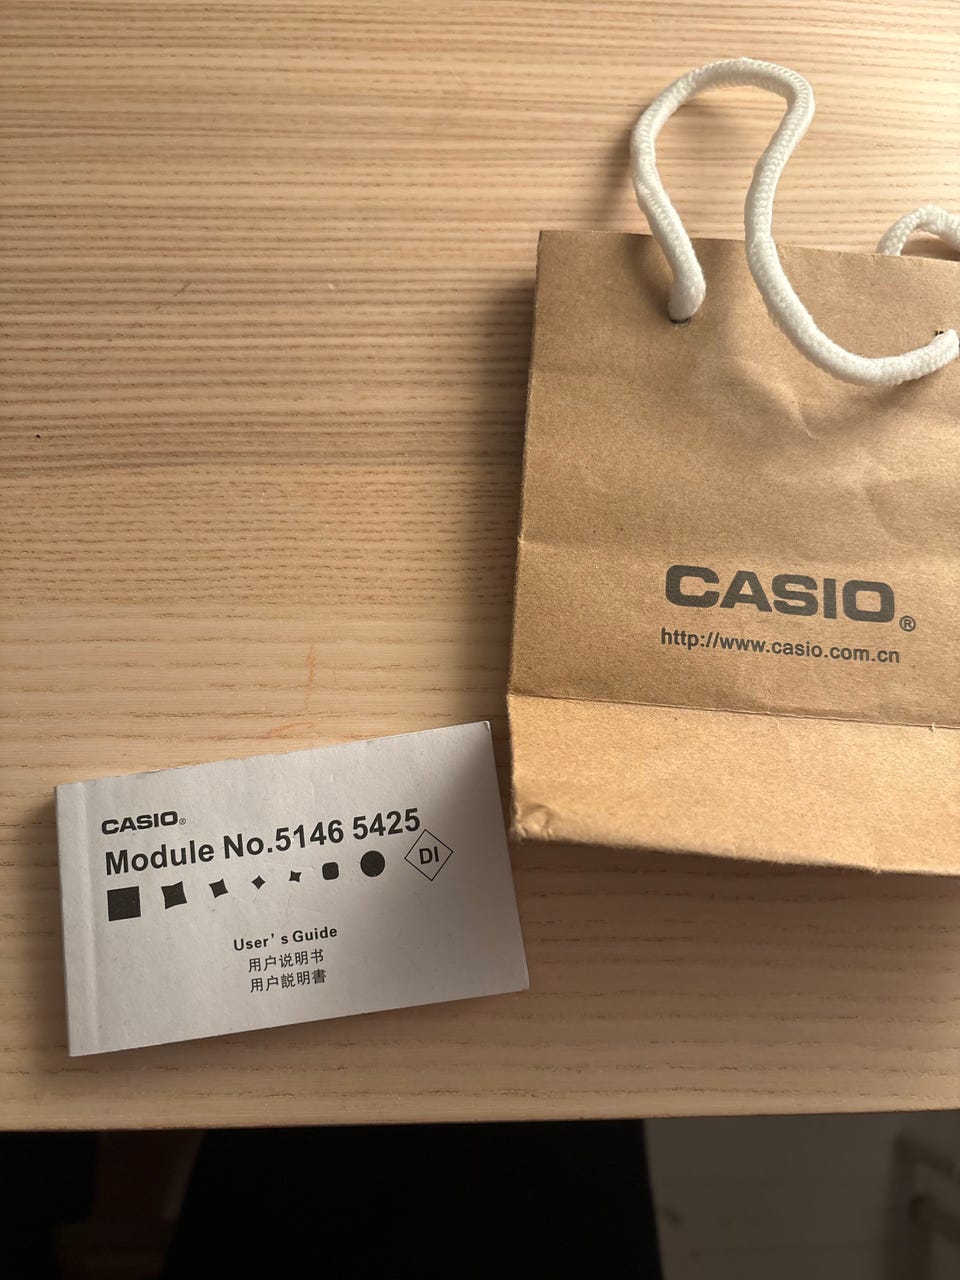 CASIO®
http://www.casio.com.cn
CASIO®
Module No.5146 5425
DI
User's Guide
用户说明书
用户説明書